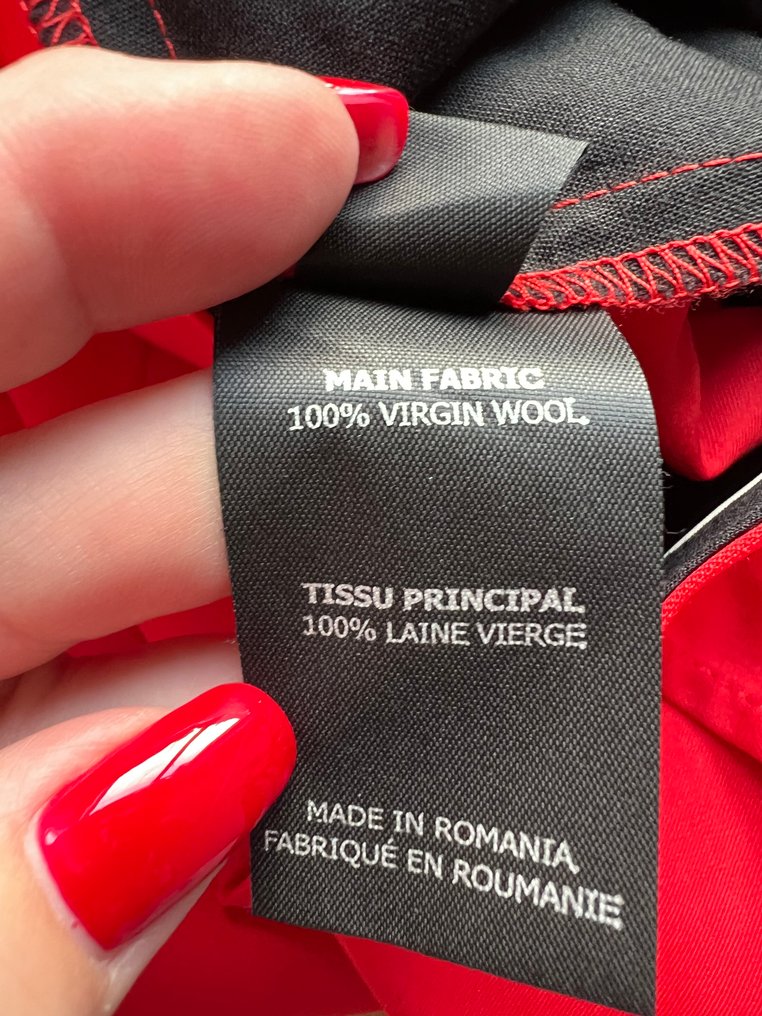 MAIN FABRIC
100% VIRGIN WOOL
TISSU PRINCIPAL
100% LAINE VIERGE
MADE IN ROMANIA
FABRIQUÉ EN ROUMANIE